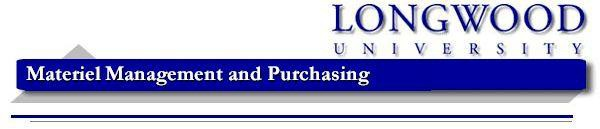 LONGWOOD
UNIVERSITY
Materiel Management and Purchasing